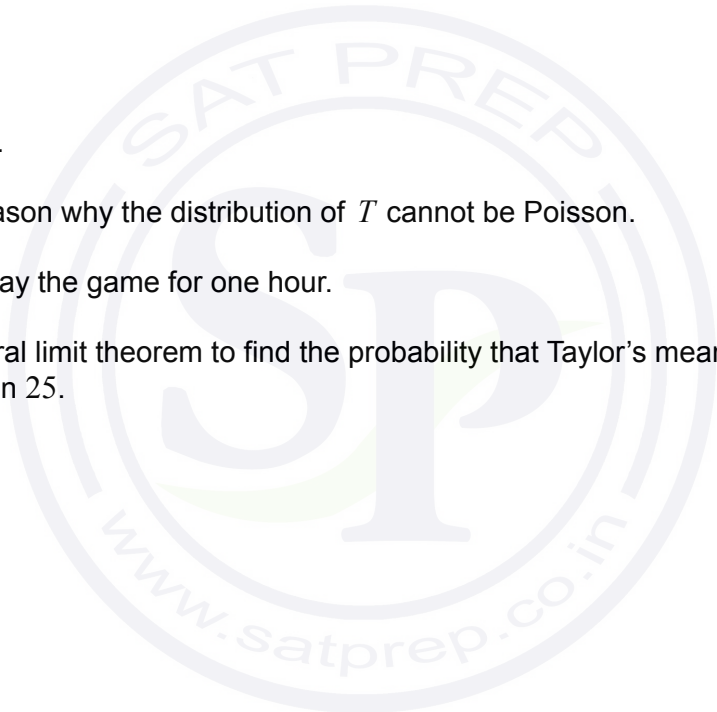 SAT PREP
.
ason why the distribution of T cannot be Poisson.
ay the game for one hour.
ral limit theorem to find the probability that Taylor’s mear
n 25.
SP
www.satprep.co.in